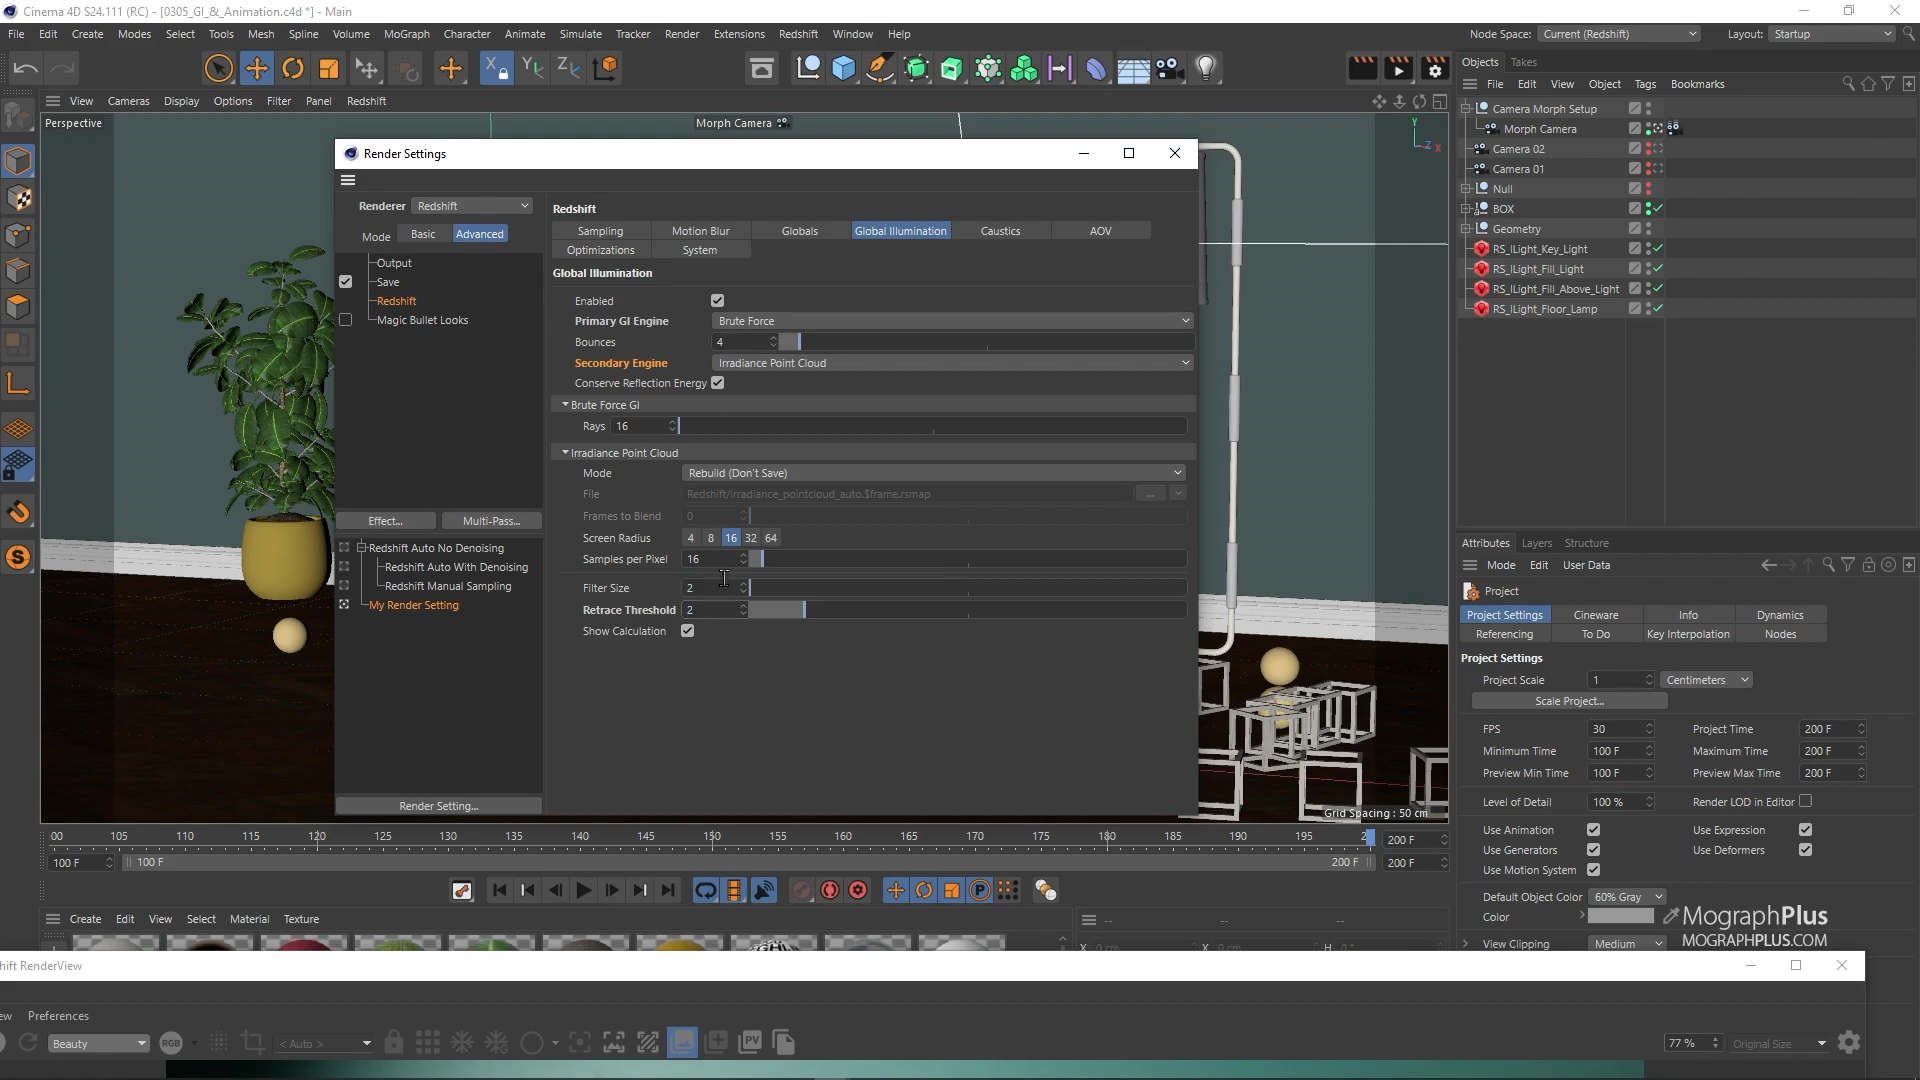 Cinema 4D S24.111 (RC) - [0305_GI_&_Animation.c4d *] - Main
File Edit Create Modes Select Tools Mesh Spline Volume MoGraph Character Animate Simulate Tracker Render Extensions Redshift Window Help
Node Space: Current (Redshift) Layout: Startup
Objects Takes
File Edit View Object Tags Bookmarks
View Cameras Display Options Filter Panel Redshift
Perspective
Morph Camera
Camera Morph Setup
Morph Camera
Camera 02
Camera 01
Null
BOX
Geometry
RS_ILight_Key_Light
RS_ILight_Fill_Light
RS_ILight_Fill_Above_Light
RS_ILight_Floor_Lamp
Render Settings
Renderer Redshift
Mode Basic Advanced
Output
Save
Redshift
Magic Bullet Looks
Effect... Multi-Pass...
Redshift Auto No Denoising
Redshift Auto With Denoising
Redshift Manual Sampling
My Render Setting
Render Setting...
Redshift
Sampling Motion Blur Globals Global Illumination Caustics AOV
Optimizations System
Global Illumination
Enabled
Primary GI Engine Brute Force
Bounces 4
Secondary Engine Irradiance Point Cloud
Conserve Reflection Energy
Brute Force GI
Rays 16
Irradiance Point Cloud
Mode Rebuild (Don't Save)
File Redshift/irradiance_pointcloud_auto.$frame.rsmap ...
Frames to Blend 0
Screen Radius 4 8 16 32 64
Samples per Pixel 16
Filter Size 2
Retrace Threshold 2
Show Calculation
Grid Spacing : 50 cm
Attributes Layers Structure
Mode Edit User Data
Project
Project Settings Cineware Info Dynamics
Referencing To Do Key Interpolation Nodes
Project Settings
Project Scale 1 Centimeters
Scale Project...
FPS 30 Project Time 200 F
Minimum Time 100 F Maximum Time 200 F
Preview Min Time 100 F Preview Max Time 200 F
Level of Detail 100 % Render LOD in Editor
Use Animation Use Expression
Use Generators Use Deformers
Use Motion System
Default Object Color 60% Gray
Color
View Clipping Medium
MographPlus
MOGRAPHPLUS.COM
00 105 110 115 120 125 130 135 140 145 150 155 160 165 170 175 180 185 190 195 2 200 F
100 F 100 F 200 F 200 F
Create Edit View Select Material Texture
-- -- --
X 0 cm X 0 cm H 0 °
hift RenderView
ew Preferences
Beauty RGB < Auto > PV 77 % Original Size